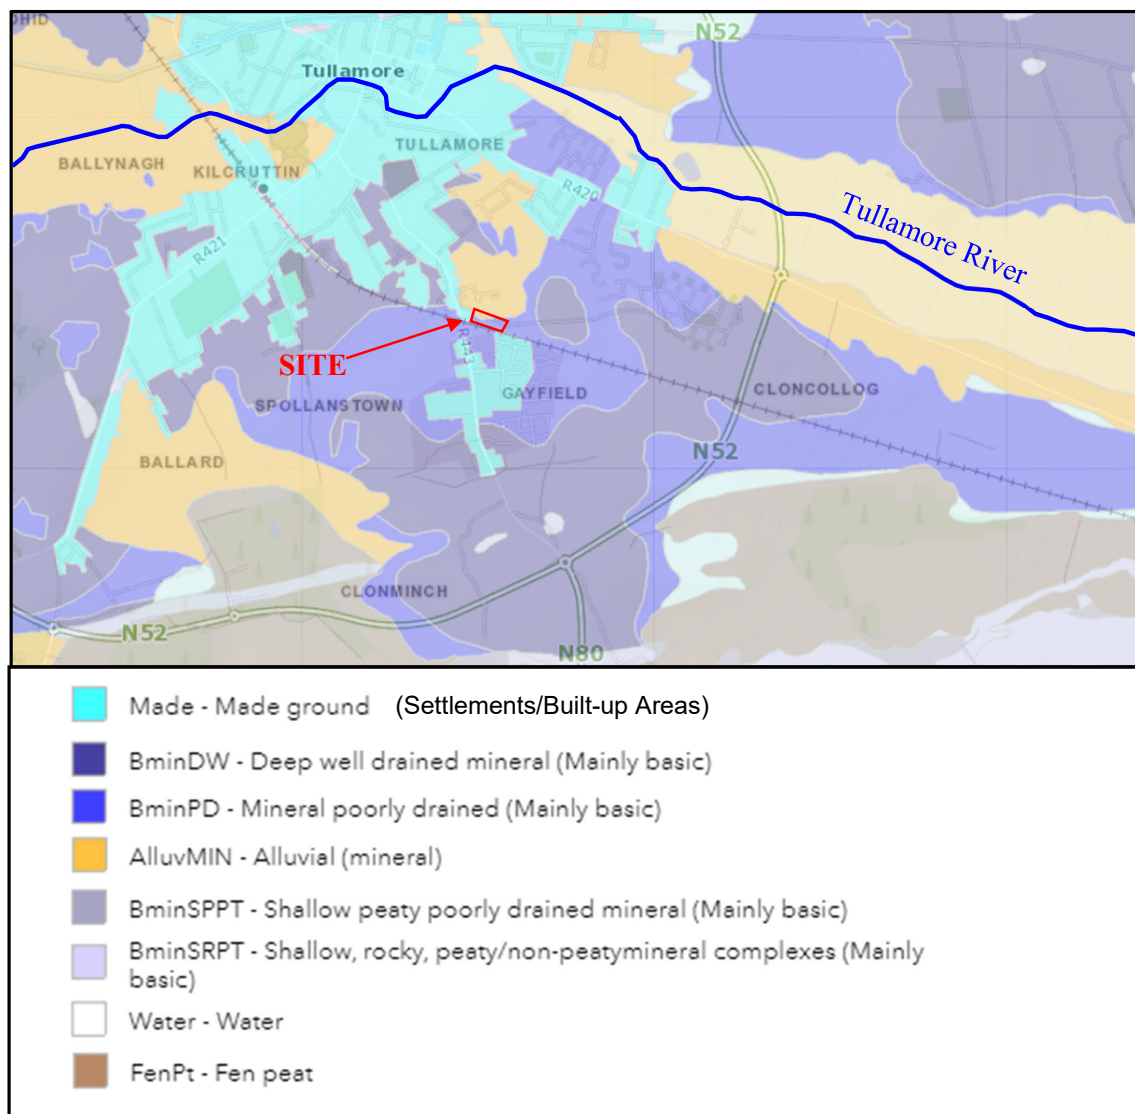 N52
Tullamore
TULLAMORE
BALLYNAGH
KILCRUTTIN
R420
Tullamore River
R421
R443
SITE
GAYFIELD
CLONCOLLOG
SPOLLANSTOWN
N52
BALLARD
CLONMINCH
N52
N80
Made - Made ground (Settlements/Built-up Areas)
BminDW - Deep well drained mineral (Mainly basic)
BminPD - Mineral poorly drained (Mainly basic)
AlluvMIN - Alluvial (mineral)
BminSPPT - Shallow peaty poorly drained mineral (Mainly basic)
BminSRPT - Shallow, rocky, peaty/non-peatymineral complexes (Mainly
basic)
Water - Water
FenPt - Fen peat